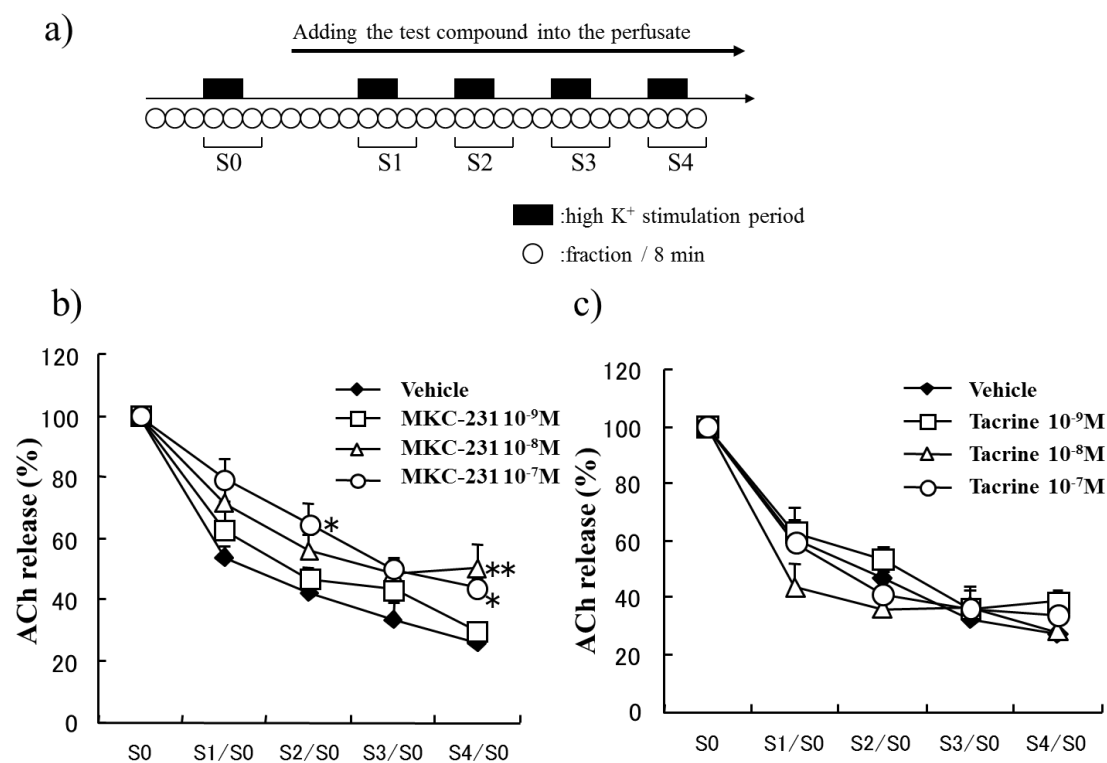 a)
Adding the test compound into the perfusate
S0 S1 S2 S3 S4
:high K⁺ stimulation period
:fraction / 8 min
b)
ACh release (%)
120
100
80
60
40
20
0
S0 S1/S0 S2/S0 S3/S0 S4/S0
Vehicle
MKC-231 10⁻⁹M
MKC-231 10⁻⁸M
MKC-231 10⁻⁷M
*
**
*
c)
ACh release (%)
120
100
80
60
40
20
0
S0 S1/S0 S2/S0 S3/S0 S4/S0
Vehicle
Tacrine 10⁻⁹M
Tacrine 10⁻⁸M
Tacrine 10⁻⁷M